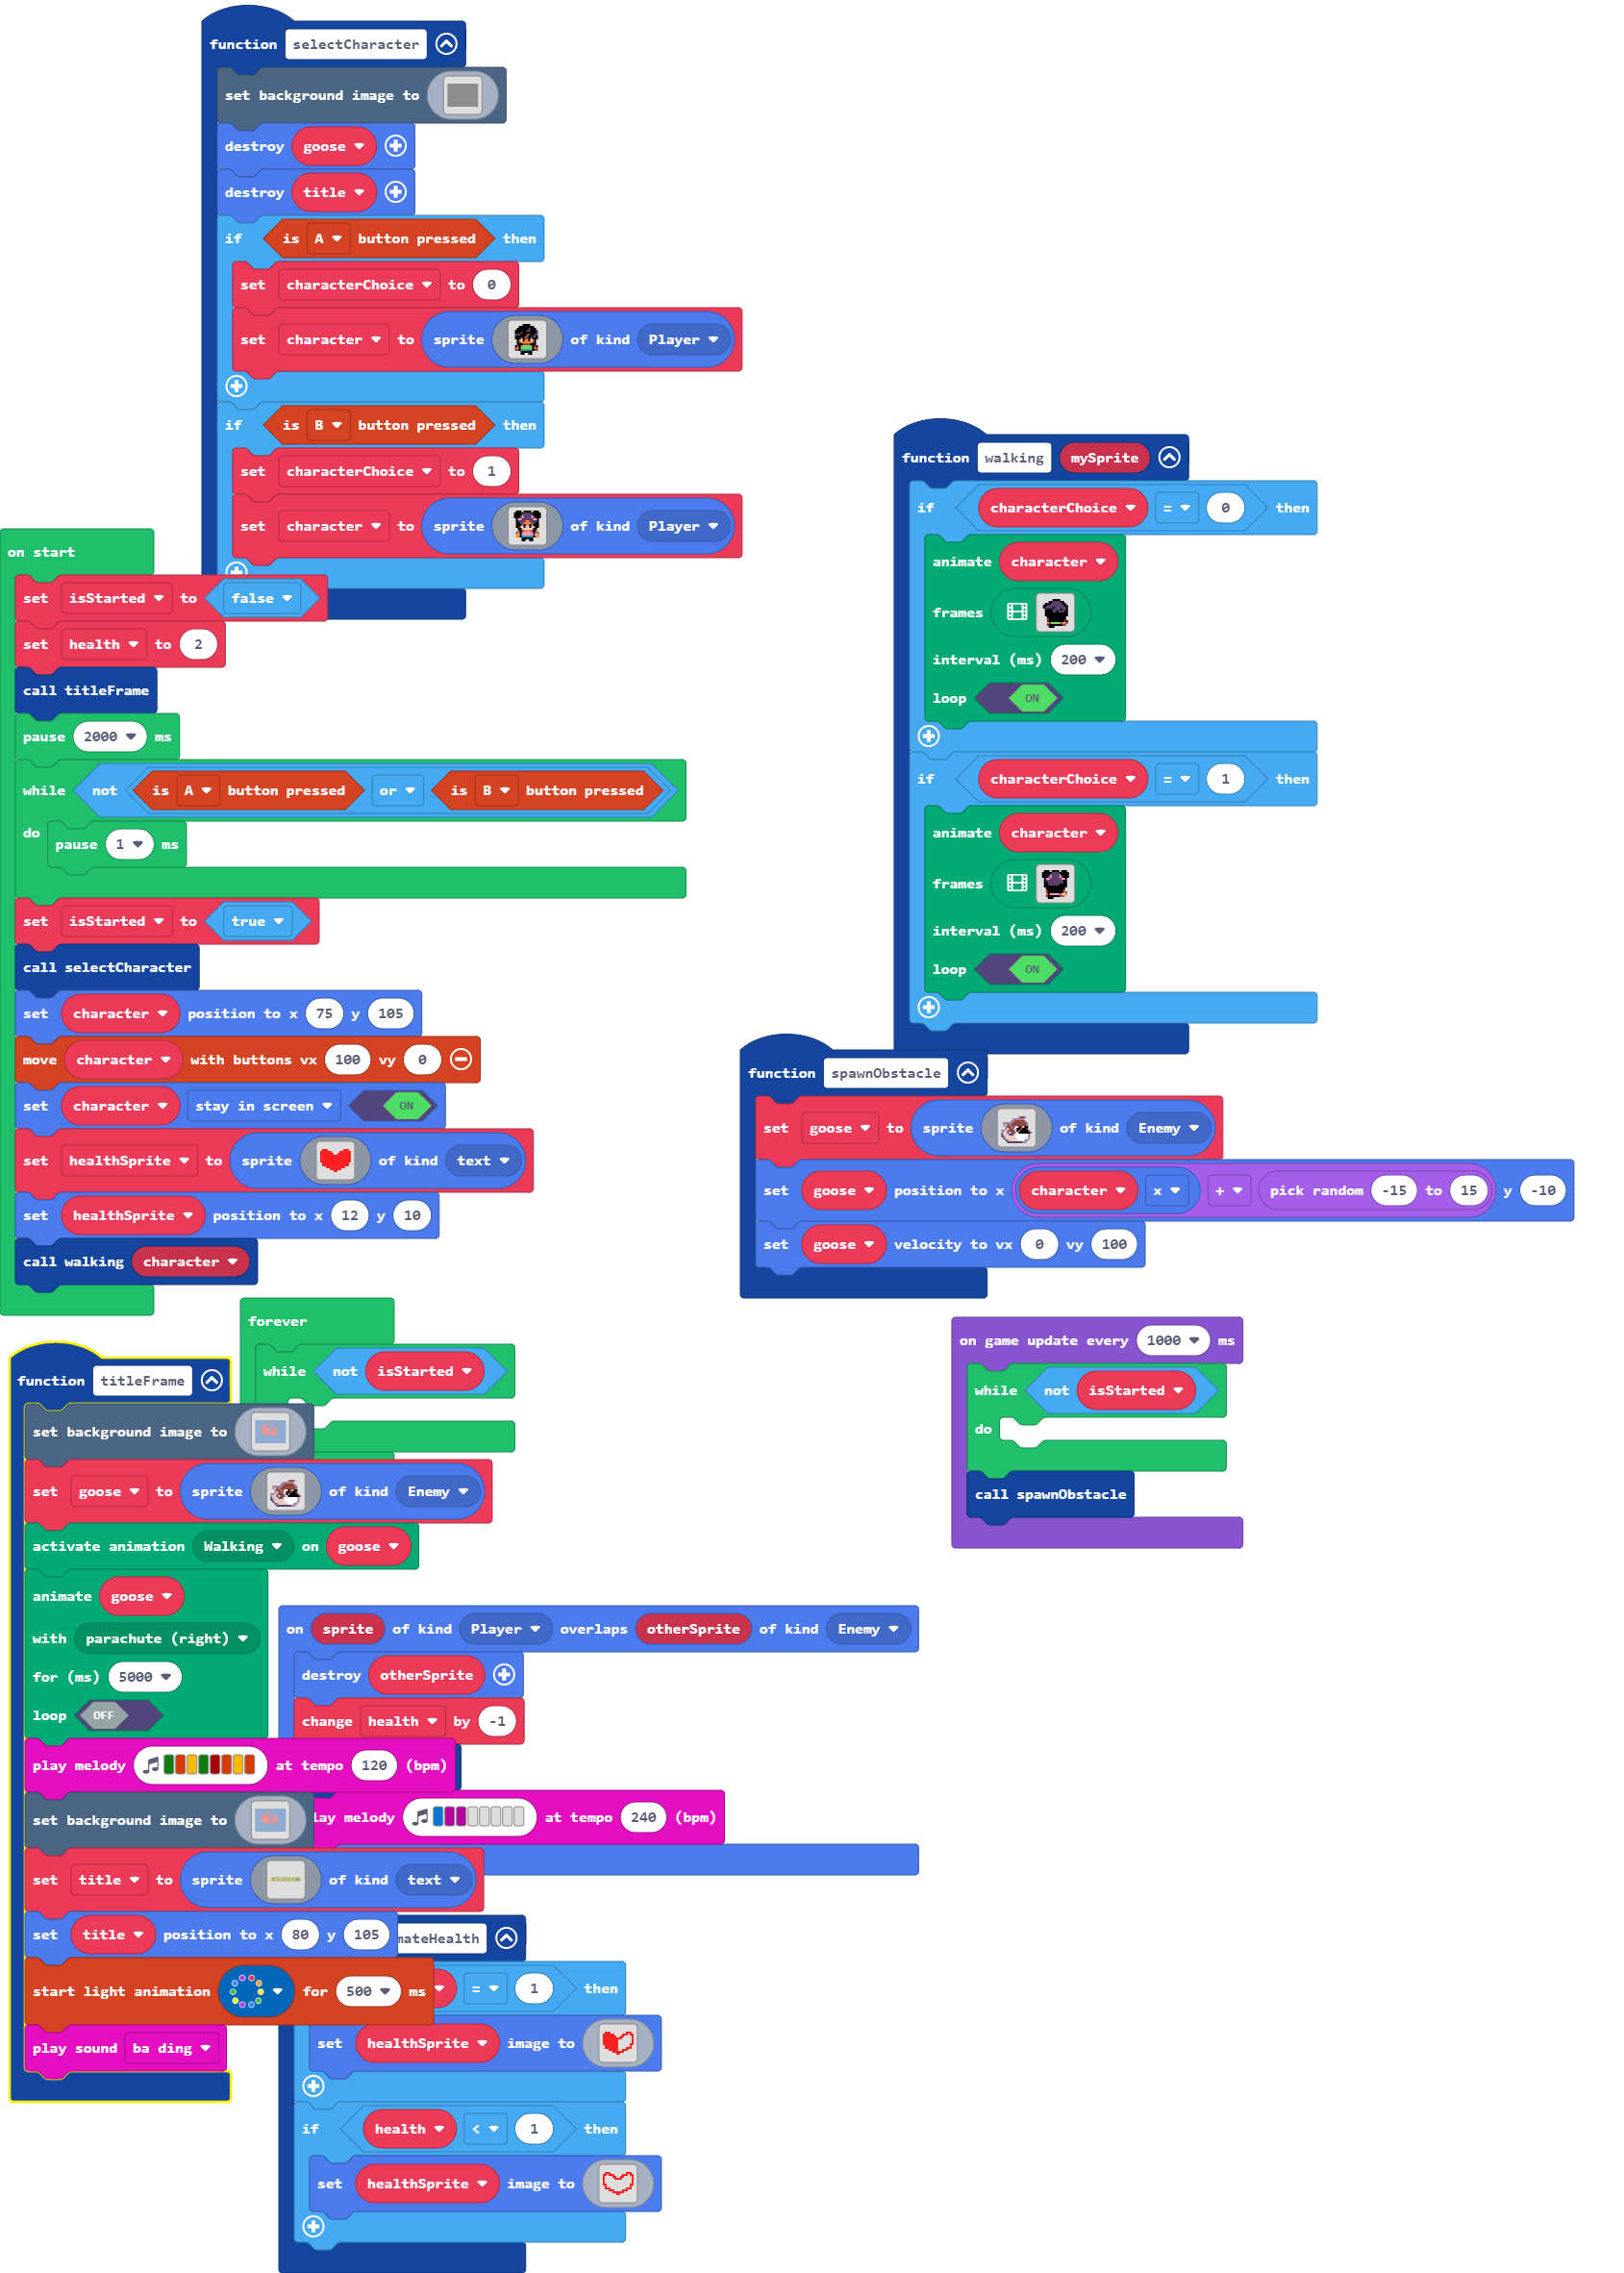 function selectCharacter
set background image to
destroy goose
destroy title
if is A button pressed then
set characterChoice to 0
set character to sprite of kind Player
if is B button pressed then
set characterChoice to 1
set character to sprite of kind Player
on start
set isStarted to false
set health to 2
call titleFrame
pause 2000 ms
while not is A button pressed or is B button pressed
do
pause 1 ms
set isStarted to true
call selectCharacter
set character position to x 75 y 105
move character with buttons vx 100 vy 0
set character stay in screen ON
set healthSprite to sprite of kind text
set healthSprite position to x 12 y 10
call walking character
function walking mySprite
if characterChoice = 0 then
animate character
frames
interval (ms) 200
loop ON
if characterChoice = 1 then
animate character
frames
interval (ms) 200
loop ON
function spawnObstacle
set goose to sprite of kind Enemy
set goose position to x character x + pick random -15 to 15 y -10
set goose velocity to vx 0 vy 100
forever
while not isStarted
on game update every 1000 ms
while not isStarted
do
call spawnObstacle
function titleFrame
set background image to
set goose to sprite of kind Enemy
activate animation Walking on goose
animate goose
with parachute (right)
for (ms) 5000
loop OFF
play melody at tempo 120 (bpm)
set background image to
set title to sprite of kind text
set title position to x 80 y 105
start light animation for 500 ms
play sound ba ding
on sprite of kind Player overlaps otherSprite of kind Enemy
destroy otherSprite
change health by -1
lay melody at tempo 240 (bpm)
mateHealth
= 1 then
set healthSprite image to
if health < 1 then
set healthSprite image to